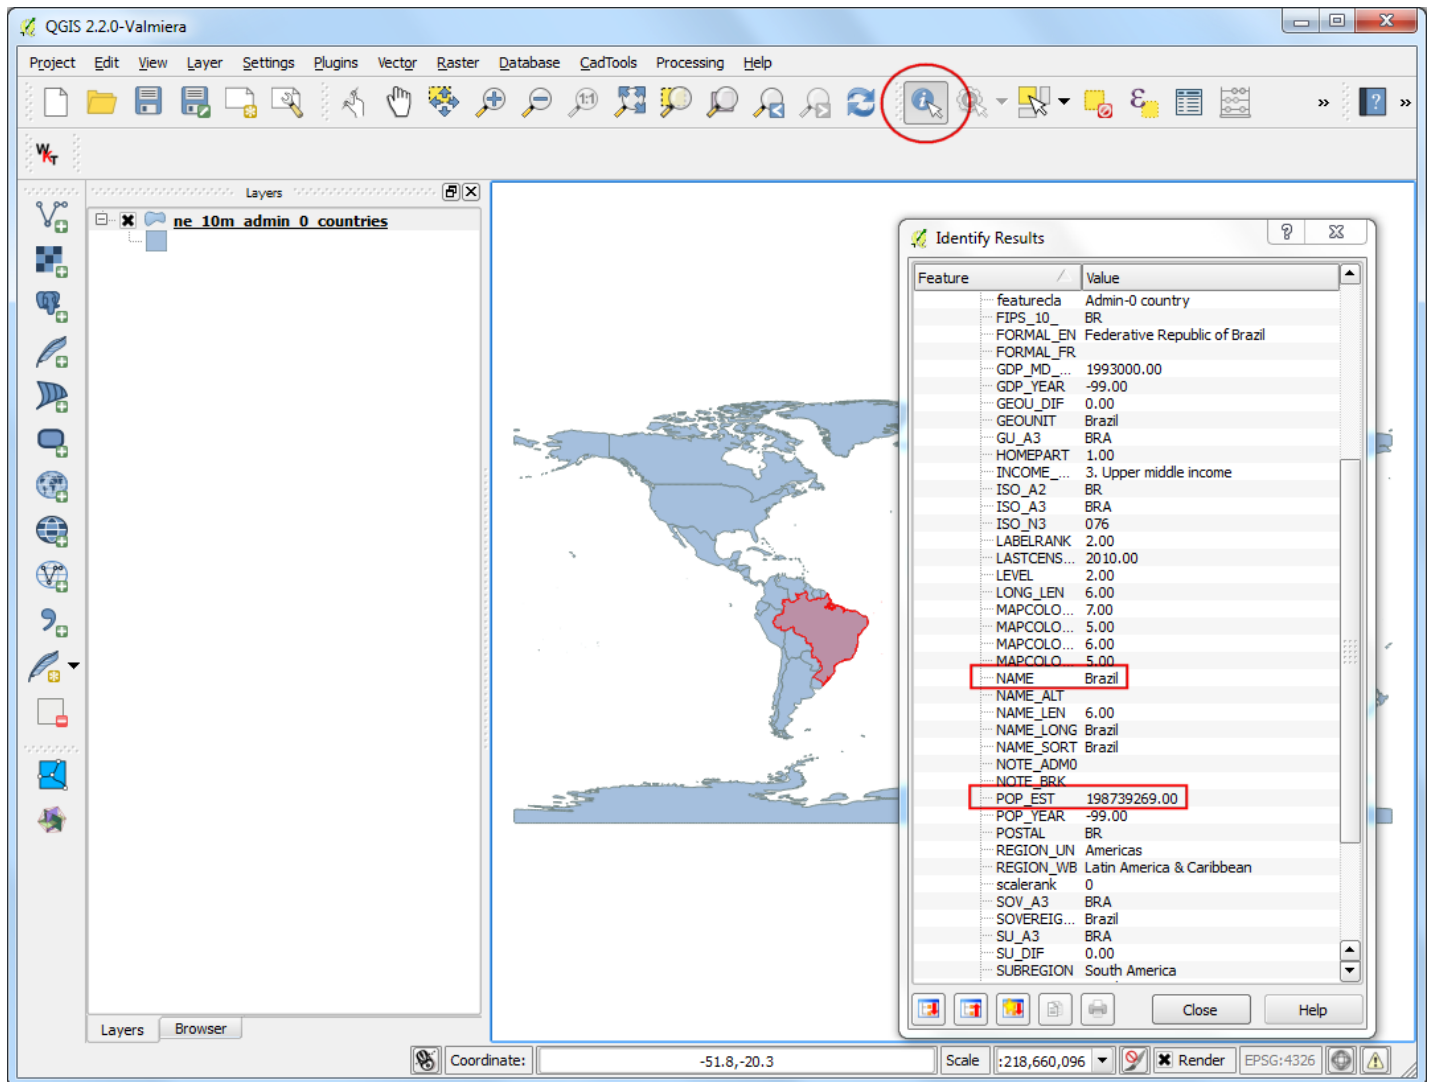 QGIS 2.2.0-Valmiera
Project Edit View Layer Settings Plugins Vector Raster Database CadTools Processing Help
1:1
»
?
»
WKT
Layers
ne_10m_admin_0_countries
Identify Results
Feature Value
featurecla Admin-0 country
FIPS_10_ BR
FORMAL_EN Federative Republic of Brazil
FORMAL_FR
GDP_MD_... 1993000.00
GDP_YEAR -99.00
GEOU_DIF 0.00
GEOUNIT Brazil
GU_A3 BRA
HOMEPART 1.00
INCOME_... 3. Upper middle income
ISO_A2 BR
ISO_A3 BRA
ISO_N3 076
LABELRANK 2.00
LASTCENS... 2010.00
LEVEL 2.00
LONG_LEN 6.00
MAPCOLO... 7.00
MAPCOLO... 5.00
MAPCOLO... 6.00
MAPCOLO... 5.00
NAME Brazil
NAME_ALT
NAME_LEN 6.00
NAME_LONG Brazil
NAME_SORT Brazil
NOTE_ADM0
NOTE_BRK
POP_EST 198739269.00
POP_YEAR -99.00
POSTAL BR
REGION_UN Americas
REGION_WB Latin America & Caribbean
scalerank 0
SOV_A3 BRA
SOVEREIG... Brazil
SU_A3 BRA
SU_DIF 0.00
SUBREGION South America
Close Help
Layers Browser
Coordinate: -51.8,-20.3 Scale :218,660,096 Render EPSG:4326